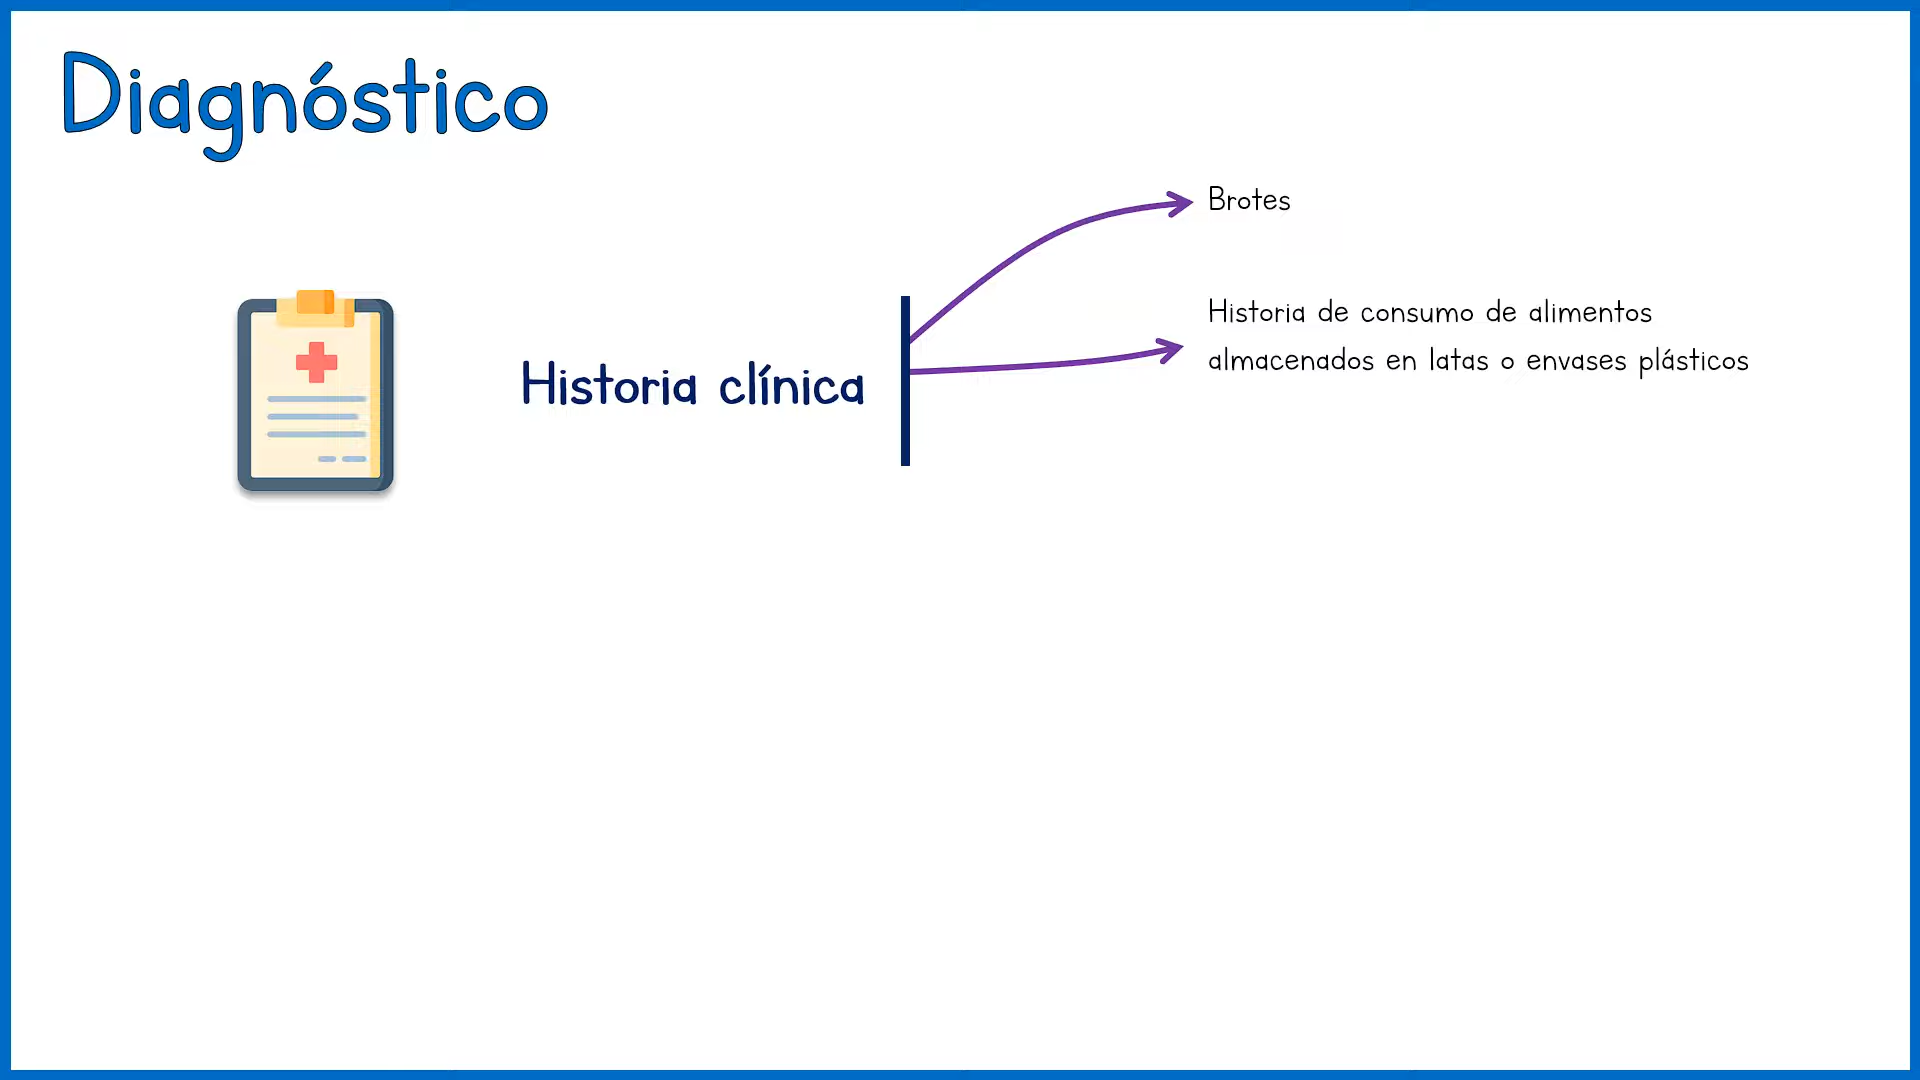 Diagnóstico
Brotes
Historia de consumo de alimentos
almacenados en latas o envases plásticos
Historia clínica